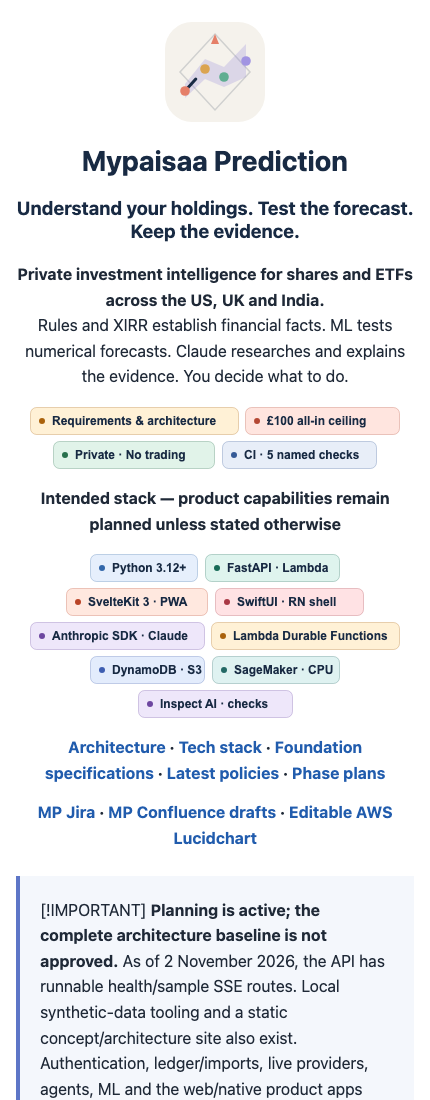 Mypaisaa Prediction
Understand your holdings. Test the forecast.
Keep the evidence.
Private investment intelligence for shares and ETFs
across the US, UK and India.
Rules and XIRR establish financial facts. ML tests
numerical forecasts. Claude researches and explains
the evidence. You decide what to do.
Requirements & architecture
£100 all-in ceiling
Private · No trading
CI · 5 named checks
Intended stack — product capabilities remain
planned unless stated otherwise
Python 3.12+
FastAPI · Lambda
SvelteKit 3 · PWA
SwiftUI · RN shell
Anthropic SDK · Claude
Lambda Durable Functions
DynamoDB · S3
SageMaker · CPU
Inspect AI · checks
Architecture · Tech stack · Foundation
specifications · Latest policies · Phase plans
MP Jira · MP Confluence drafts · Editable AWS
Lucidchart
[!IMPORTANT] Planning is active; the
complete architecture baseline is not
approved. As of 2 November 2026, the API has
runnable health/sample SSE routes. Local
synthetic-data tooling and a static
concept/architecture site also exist.
Authentication, ledger/imports, live providers,
agents, ML and the web/native product apps